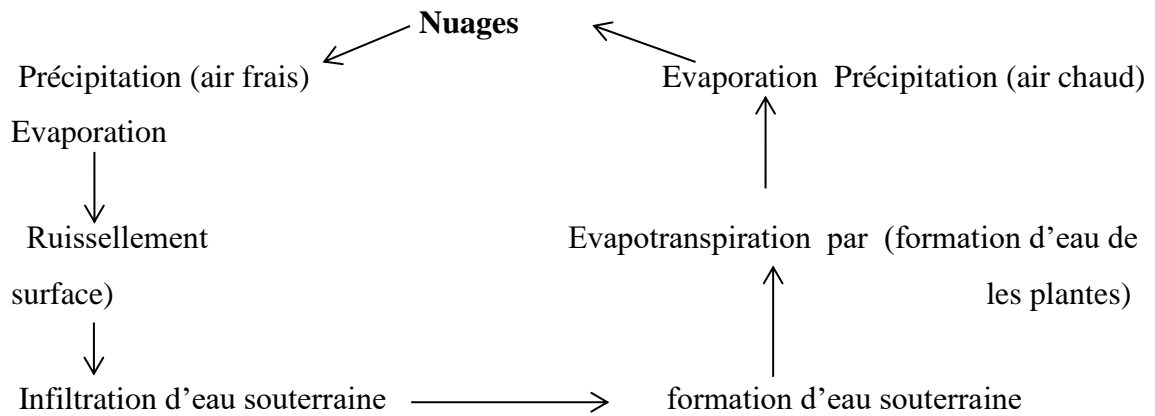 Nuages
Précipitation (air frais) Evaporation Précipitation (air chaud)
Evaporation
Ruissellement Evapotranspiration par (formation d’eau de
surface) les plantes)
Infiltration d’eau souterraine formation d’eau souterraine